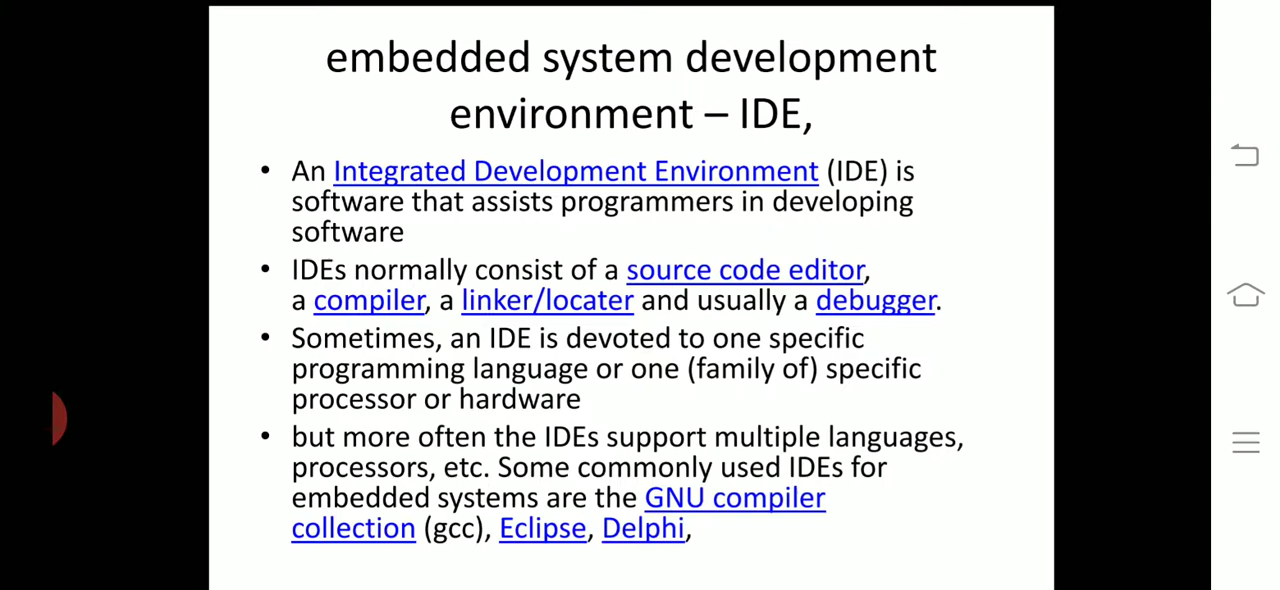 embedded system development
environment – IDE,
• An Integrated Development Environment (IDE) is
software that assists programmers in developing
software
• IDEs normally consist of a source code editor,
a compiler, a linker/locater and usually a debugger.
• Sometimes, an IDE is devoted to one specific
programming language or one (family of) specific
processor or hardware
• but more often the IDEs support multiple languages,
processors, etc. Some commonly used IDEs for
embedded systems are the GNU compiler
collection (gcc), Eclipse, Delphi,